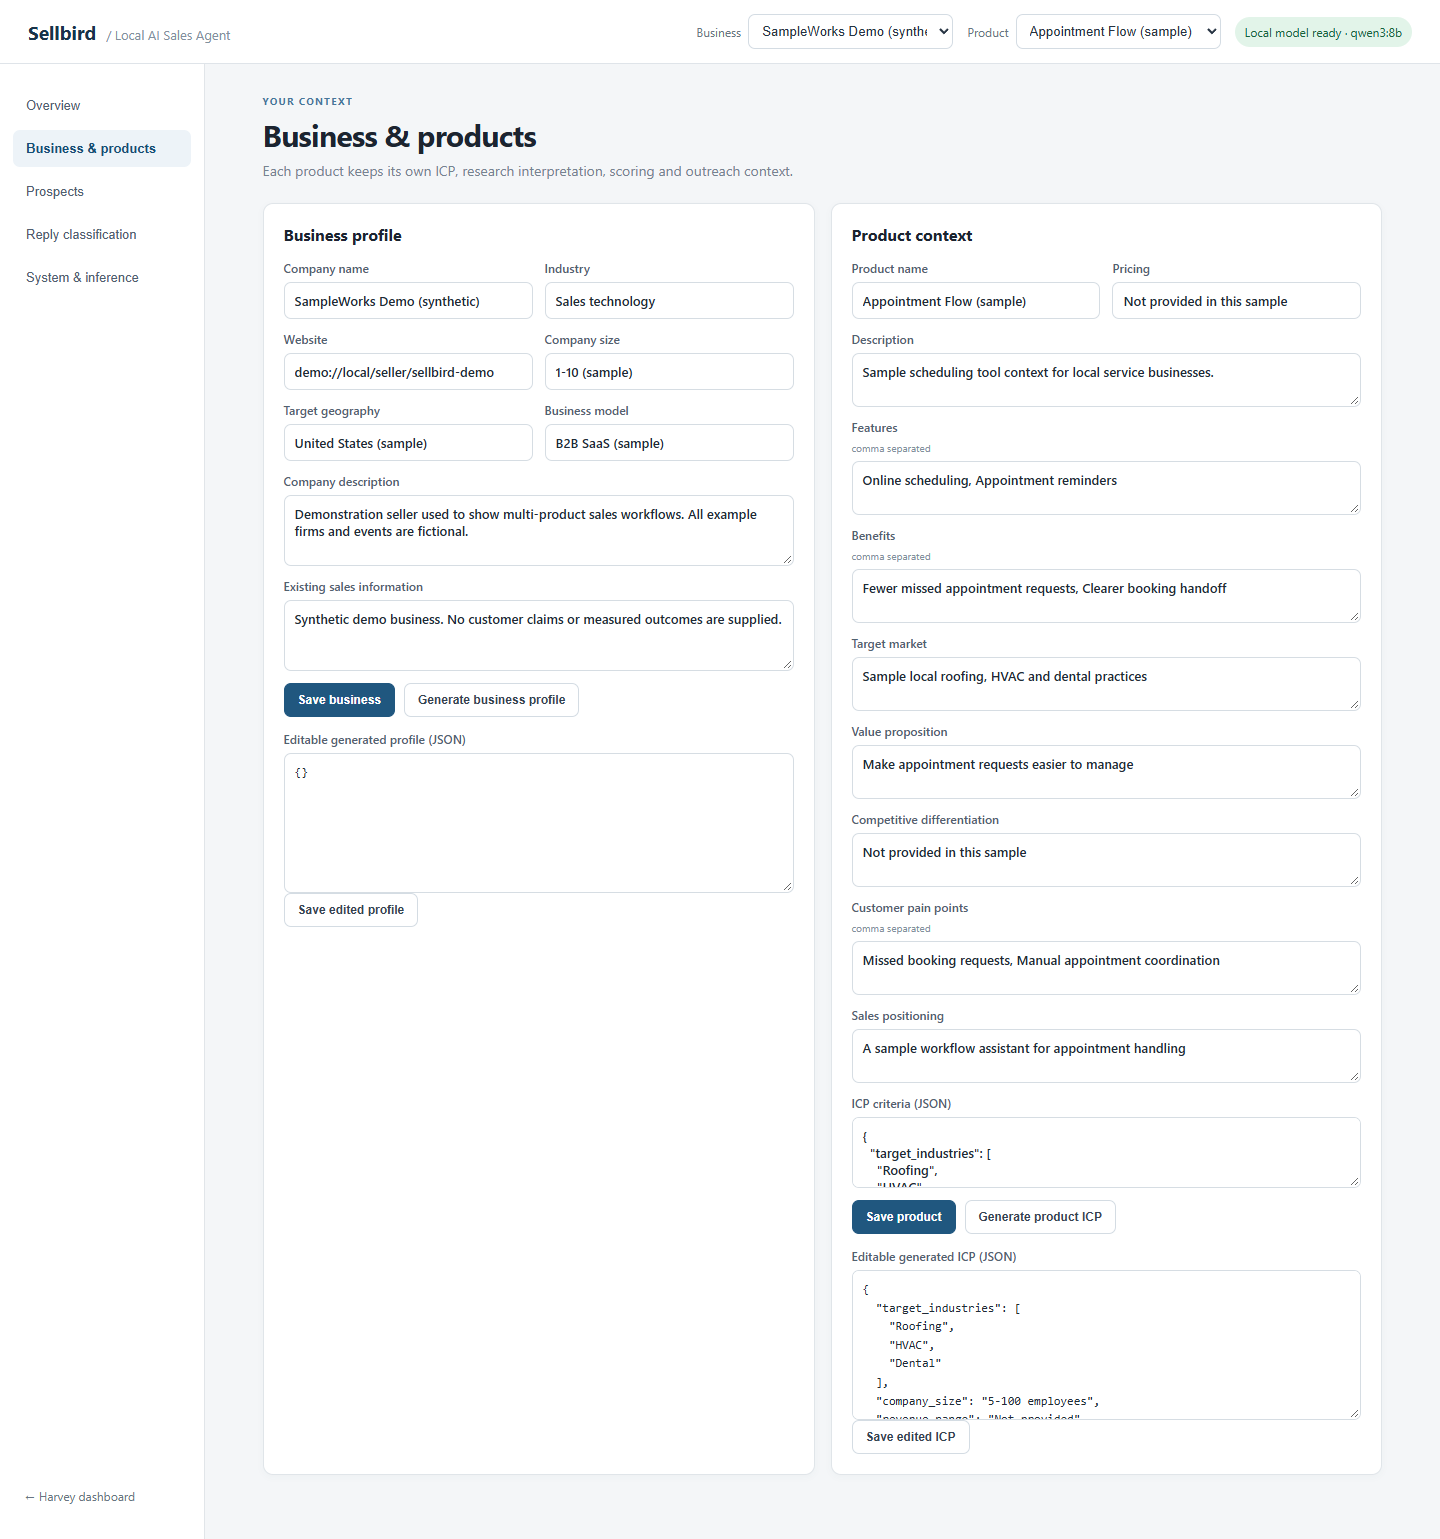 Sellbird / Local AI Sales Agent
Business SampleWorks Demo (synthe Product Appointment Flow (sample) Local model ready · qwen3:8b
Overview
Business & products
Prospects
Reply classification
System & inference
← Harvey dashboard
YOUR CONTEXT
Business & products
Each product keeps its own ICP, research interpretation, scoring and outreach context.
Business profile
Company name Industry
SampleWorks Demo (synthetic) Sales technology
Website Company size
demo://local/seller/sellbird-demo 1-10 (sample)
Target geography Business model
United States (sample) B2B SaaS (sample)
Company description
Demonstration seller used to show multi-product sales workflows. All example
firms and events are fictional.
Existing sales information
Synthetic demo business. No customer claims or measured outcomes are supplied.
Save business Generate business profile
Editable generated profile (JSON)
{}
Save edited profile
Product context
Product name Pricing
Appointment Flow (sample) Not provided in this sample
Description
Sample scheduling tool context for local service businesses.
Features
comma separated
Online scheduling, Appointment reminders
Benefits
comma separated
Fewer missed appointment requests, Clearer booking handoff
Target market
Sample local roofing, HVAC and dental practices
Value proposition
Make appointment requests easier to manage
Competitive differentiation
Not provided in this sample
Customer pain points
comma separated
Missed booking requests, Manual appointment coordination
Sales positioning
A sample workflow assistant for appointment handling
ICP criteria (JSON)
{
"target_industries": [
"Roofing",
"HVAC"
Save product Generate product ICP
Editable generated ICP (JSON)
{
"target_industries": [
"Roofing",
"HVAC",
"Dental"
],
"company_size": "5-100 employees",
"revenue_range": "Not provided"
Save edited ICP